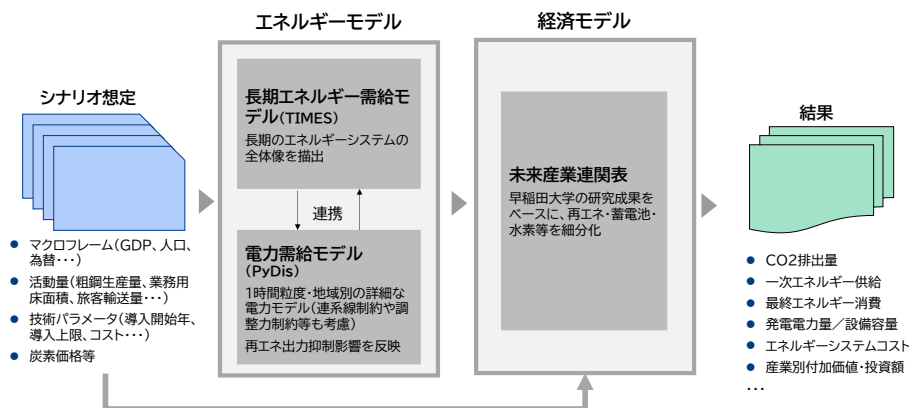 エネルギーモデル
経済モデル
シナリオ想定
マクロフレーム(GDP、人口、
為替・・・)
活動量(粗鋼生産量、業務用
床面積、旅客輸送量・・・)
技術パラメータ(導入開始年、
導入上限、コスト・・・)
炭素価格等
長期エネルギー需給モ
デル(TIMES)
長期のエネルギーシステムの
全体像を描出
連携
電力需給モデル
(PyDis)
1時間粒度・地域別の詳細な
電力モデル(連系線制約や調
整力制約等も考慮)
再エネ出力抑制影響を反映
未来産業連関表
早稲田大学の研究成果を
ベースに、再エネ・蓄電池・
水素等を細分化
結果
CO2排出量
一次エネルギー供給
最終エネルギー消費
発電電力量／設備容量
エネルギーシステムコスト
産業別付加価値・投資額
・・・